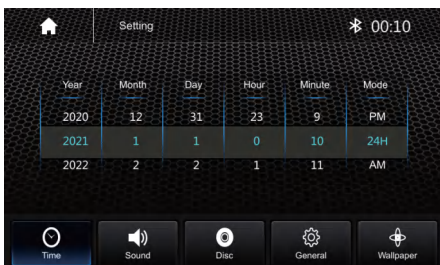 Setting 00:10
Year Month Day Hour Minute Mode
2020 12 31 23 9 PM
2021 1 1 0 10 24H
2022 2 2 1 11 AM
Time Sound Disc General Wallpaper